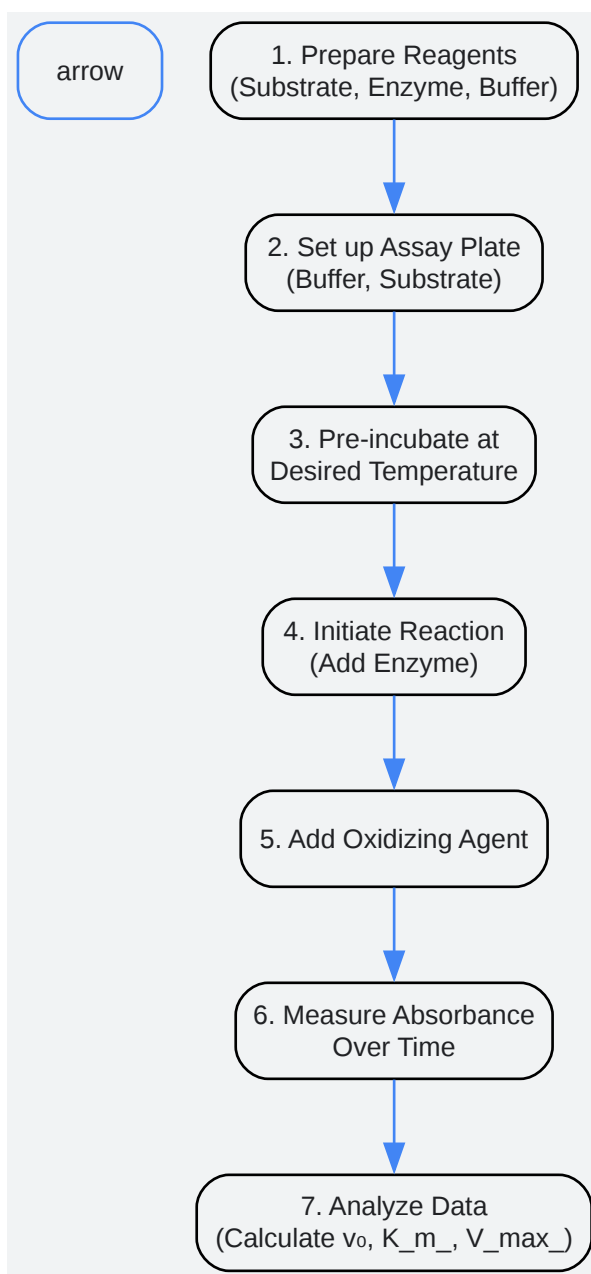 arrow
1. Prepare Reagents
(Substrate, Enzyme, Buffer)
2. Set up Assay Plate
(Buffer, Substrate)
3. Pre-incubate at
Desired Temperature
4. Initiate Reaction
(Add Enzyme)
5. Add Oxidizing Agent
6. Measure Absorbance
Over Time
7. Analyze Data
(Calculate v₀, K_m_, V_max_)